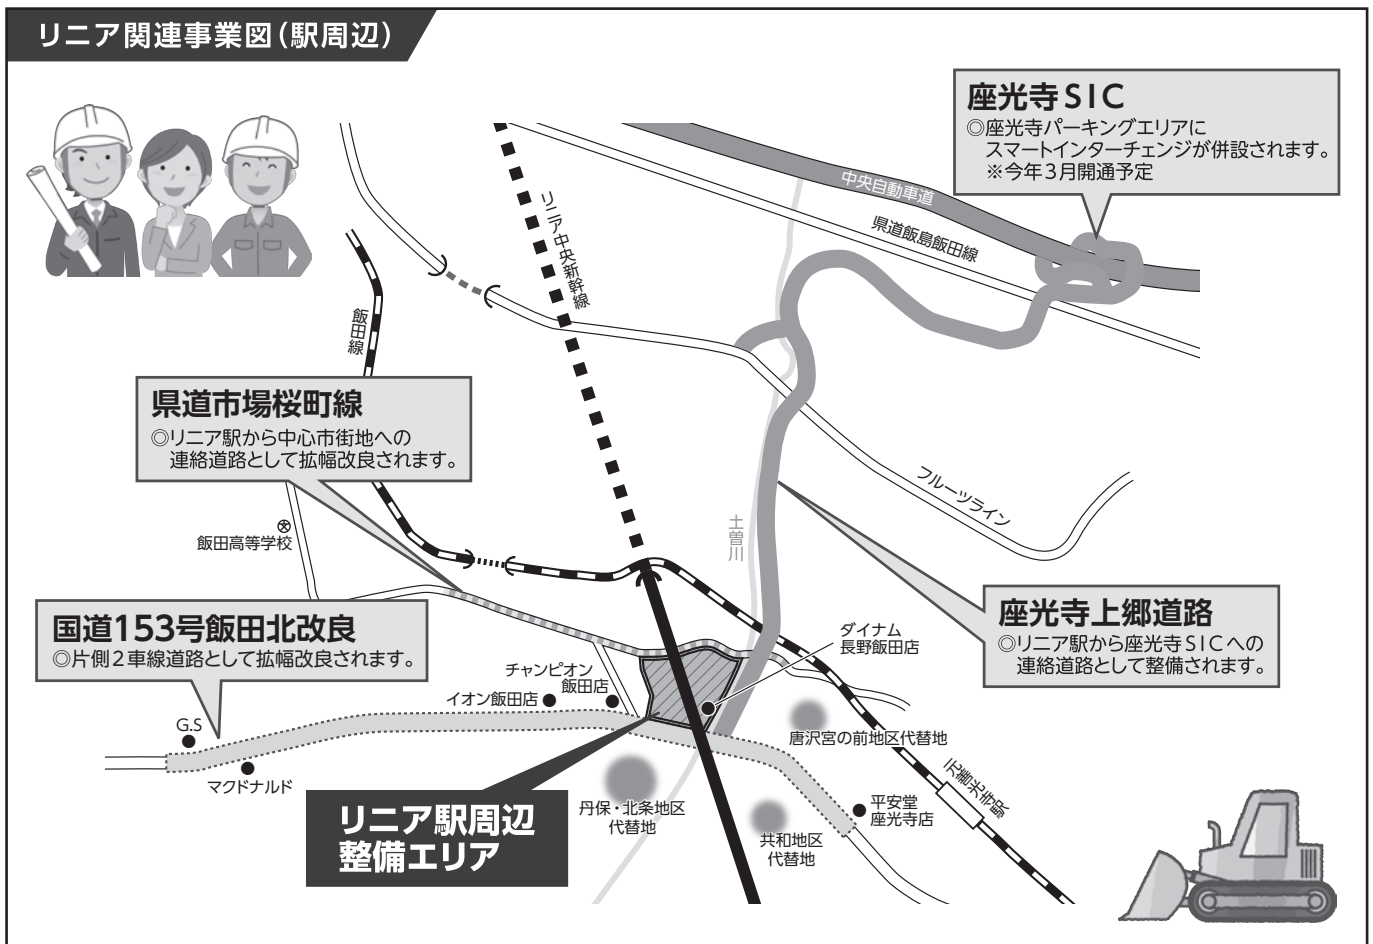 リニア関連事業図(駅周辺)
座光寺SIC
◎座光寺パーキングエリアに
スマートインターチェンジが併設されます。
※今年3月開通予定
中央自動車道
県道飯島飯田線
リニア中央新幹線
飯田線
県道市場桜町線
◎リニア駅から中心市街地への
連絡道路として拡幅改良されます。
フルーツライン
土曽川
飯田高等学校
国道153号飯田北改良
◎片側2車線道路として拡幅改良されます。
座光寺上郷道路
◎リニア駅から座光寺SICへの
連絡道路として整備されます。
ダイナム
長野飯田店
チャンピオン
飯田店
イオン飯田店
G.S
マクドナルド
唐沢宮の前地区代替地
元善光寺駅
リニア駅周辺
整備エリア
丹保・北条地区
代替地
共和地区
代替地
平安堂
座光寺店